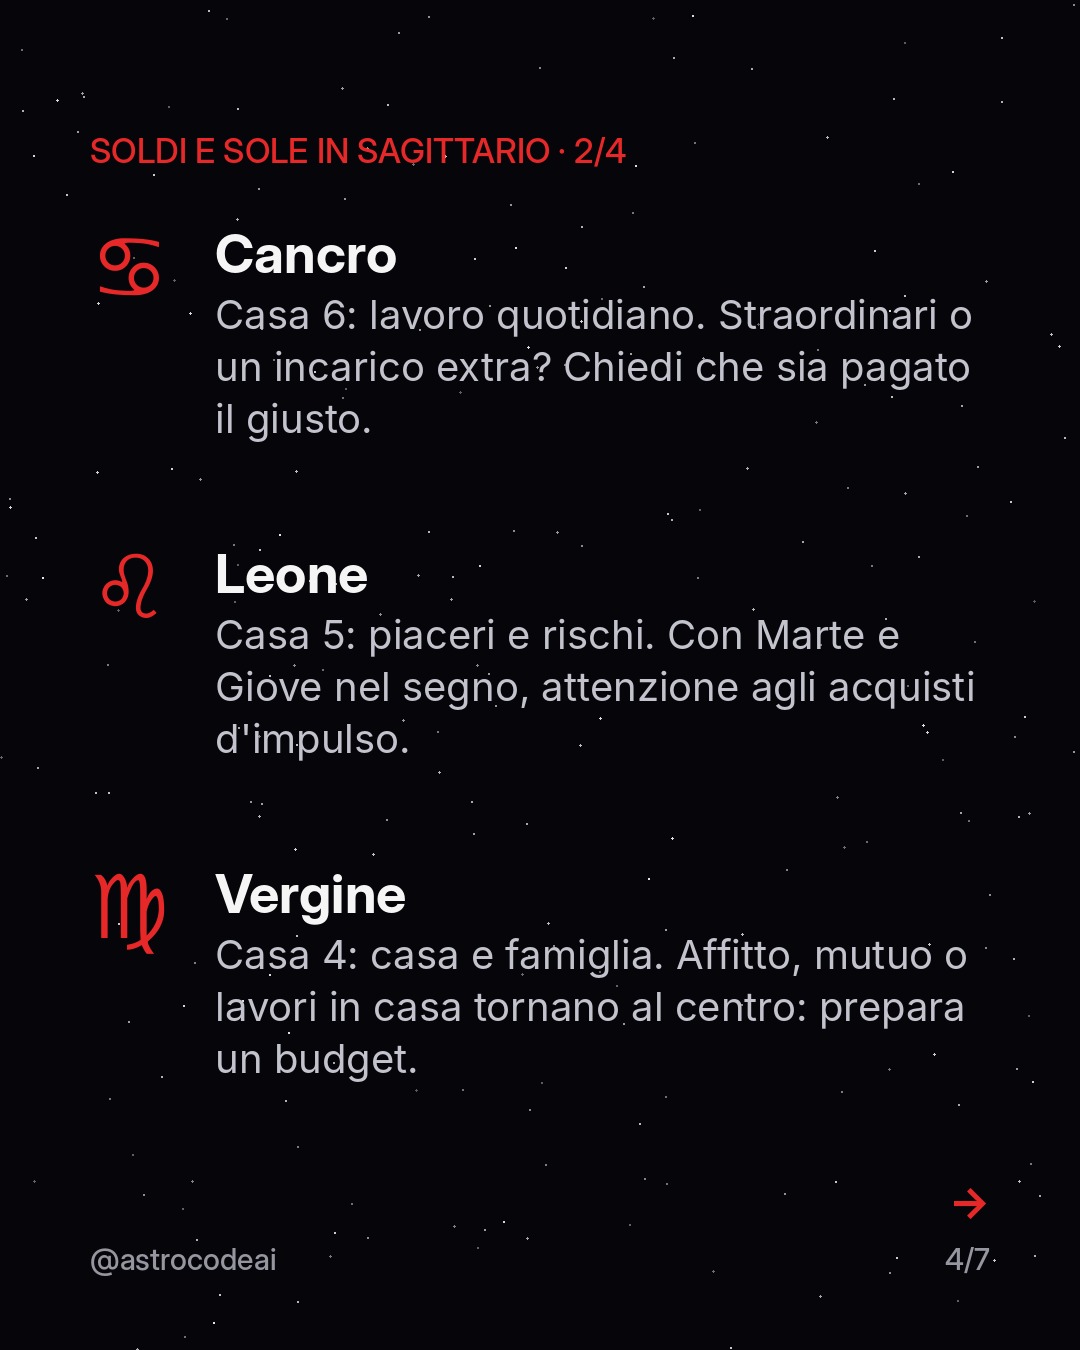 SOLDI E SOLE IN SAGITTARIO · 2/4
♋ Cancro
Casa 6: lavoro quotidiano. Straordinari o
un incarico extra? Chiedi che sia pagato
il giusto.
♌ Leone
Casa 5: piaceri e rischi. Con Marte e
Giove nel segno, attenzione agli acquisti
d'impulso.
♍ Vergine
Casa 4: casa e famiglia. Affitto, mutuo o
lavori in casa tornano al centro: prepara
un budget.
→
@astrocodeai
4/7